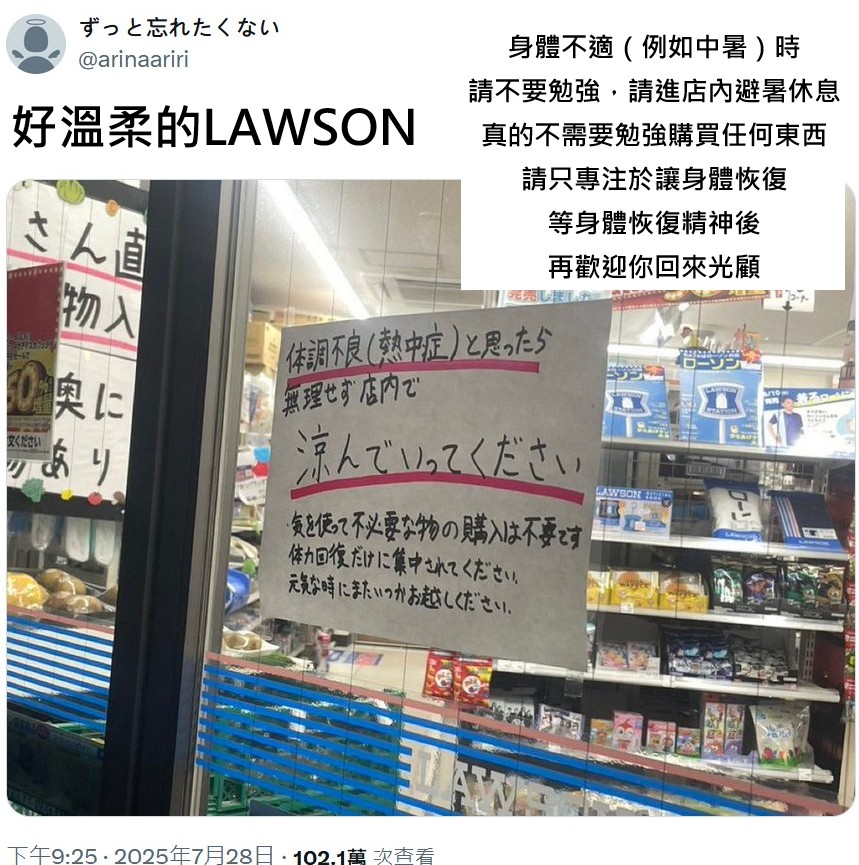 ずっと忘れたくない
@arinaariri
好溫柔的LAWSON
身體不適（例如中暑）時
請不要勉強，請進店內避暑休息
真的不需要勉強購買任何東西
請只專注於讓身體恢復
等身體恢復精神後
再歡迎你回來光顧
さん直
物入
奥に
あり
文ください
体調不良(熱中症)と思ったら
無理せず店内で
涼んでいってください
・気を使って不必要な物の購入は不要です
体力回復だけに集中されてください。
元気な時にまたいつかお越しください。
ローソン
LAWSON
STATION
LAWSON
STATION
LAWSON
LAWSON
下午9:25 · 2025年7月28日 · 102.1萬 次查看